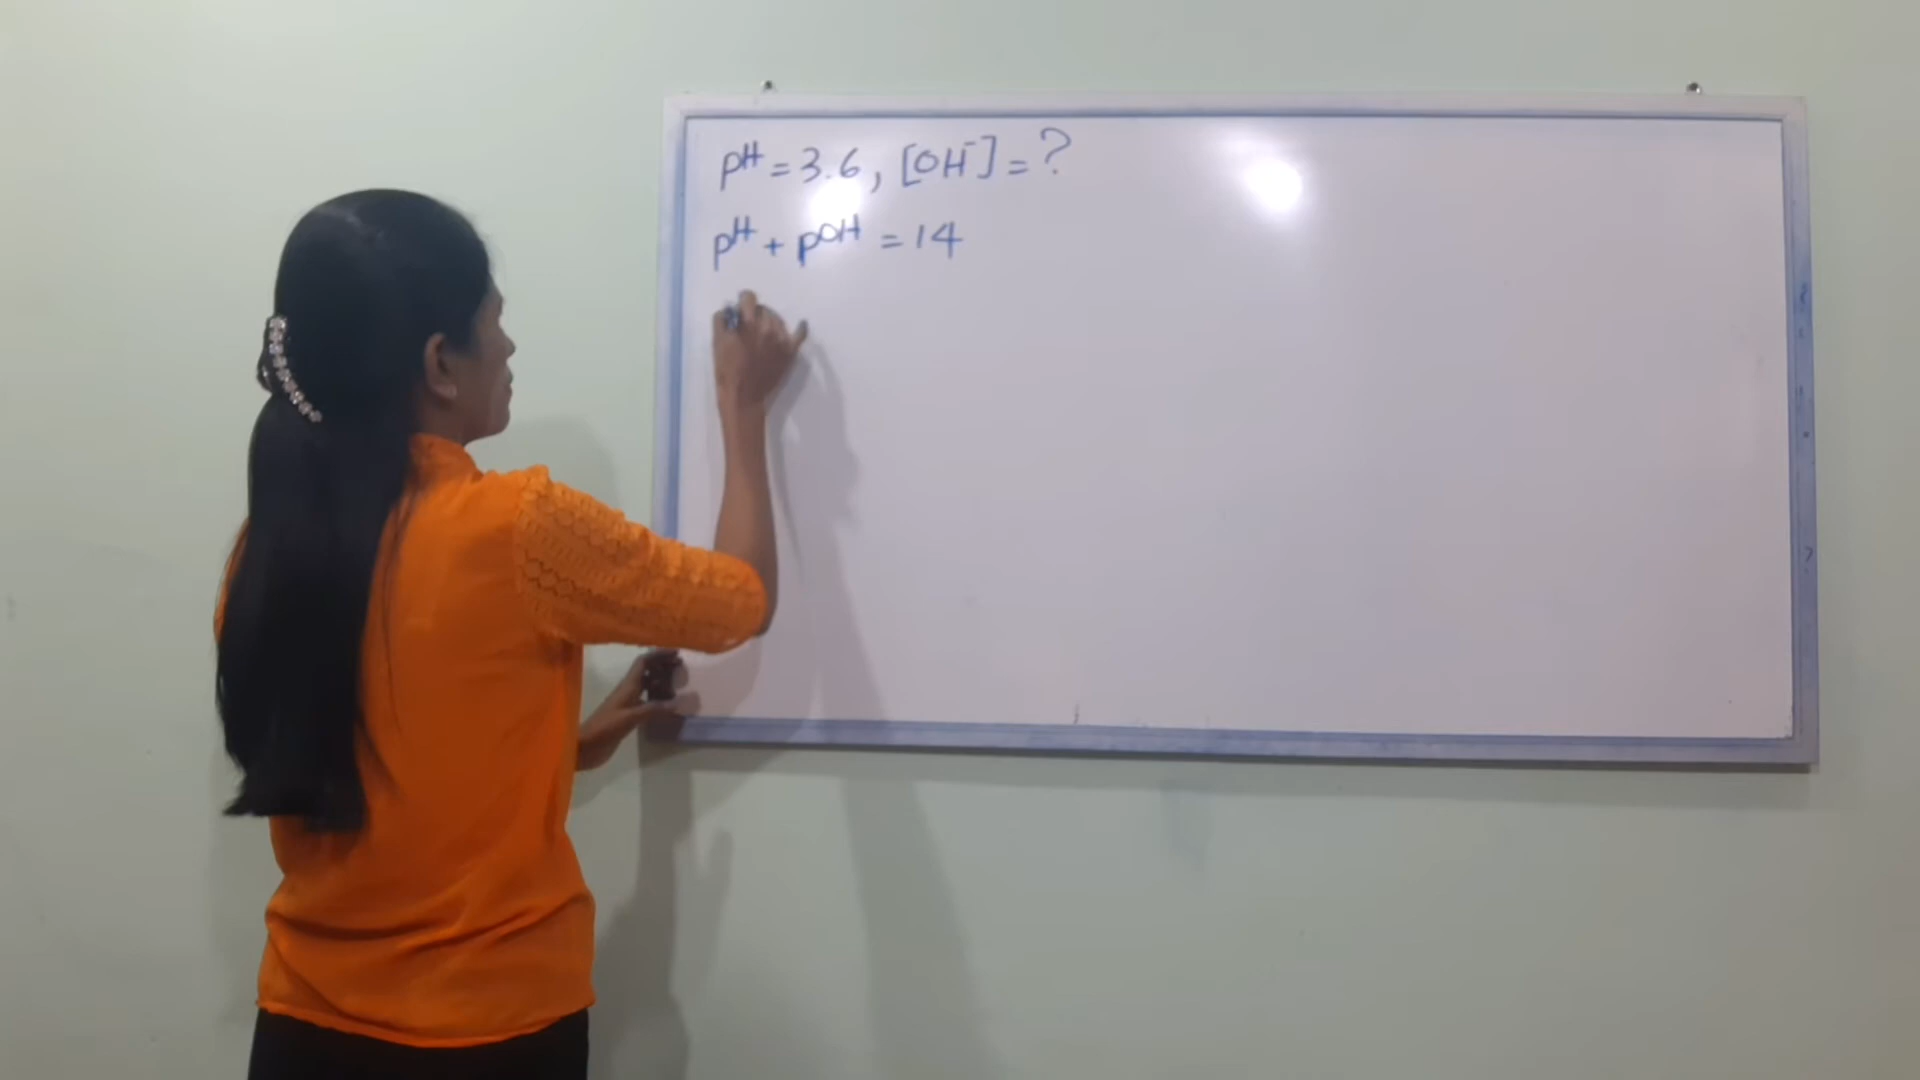 pH = 3.6, [OH⁻] = ?
pH + pOH = 14